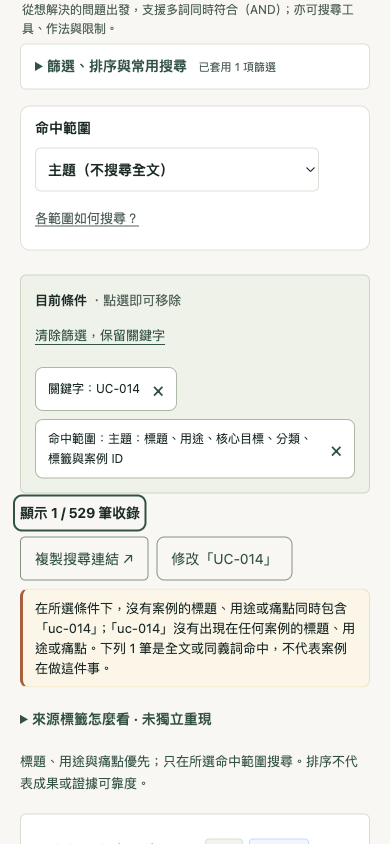 從想解決的問題出發，支援多詞同時符合（AND）；亦可搜尋工
具、作法與限制。
▶ 篩選、排序與常用搜尋 已套用 1 項篩選
命中範圍
主題（不搜尋全文）
各範圍如何搜尋？
目前條件 · 點選即可移除
清除篩選，保留關鍵字
關鍵字：UC-014 ×
命中範圍：主題：標題、用途、核心目標、分類、
標籤與案例 ID ×
顯示 1 / 529 筆收錄
複製搜尋連結 ↗ 修改「UC-014」
在所選條件下，沒有案例的標題、用途或痛點同時包含
「uc-014」；「uc-014」沒有出現在任何案例的標題、用
途或痛點。下列 1 筆是全文或同義詞命中，不代表案例
在做這件事。
▶ 來源標籤怎麼看 · 未獨立重現
標題、用途與痛點優先；只在所選命中範圍搜尋。排序不代
表成果或證據可靠度。